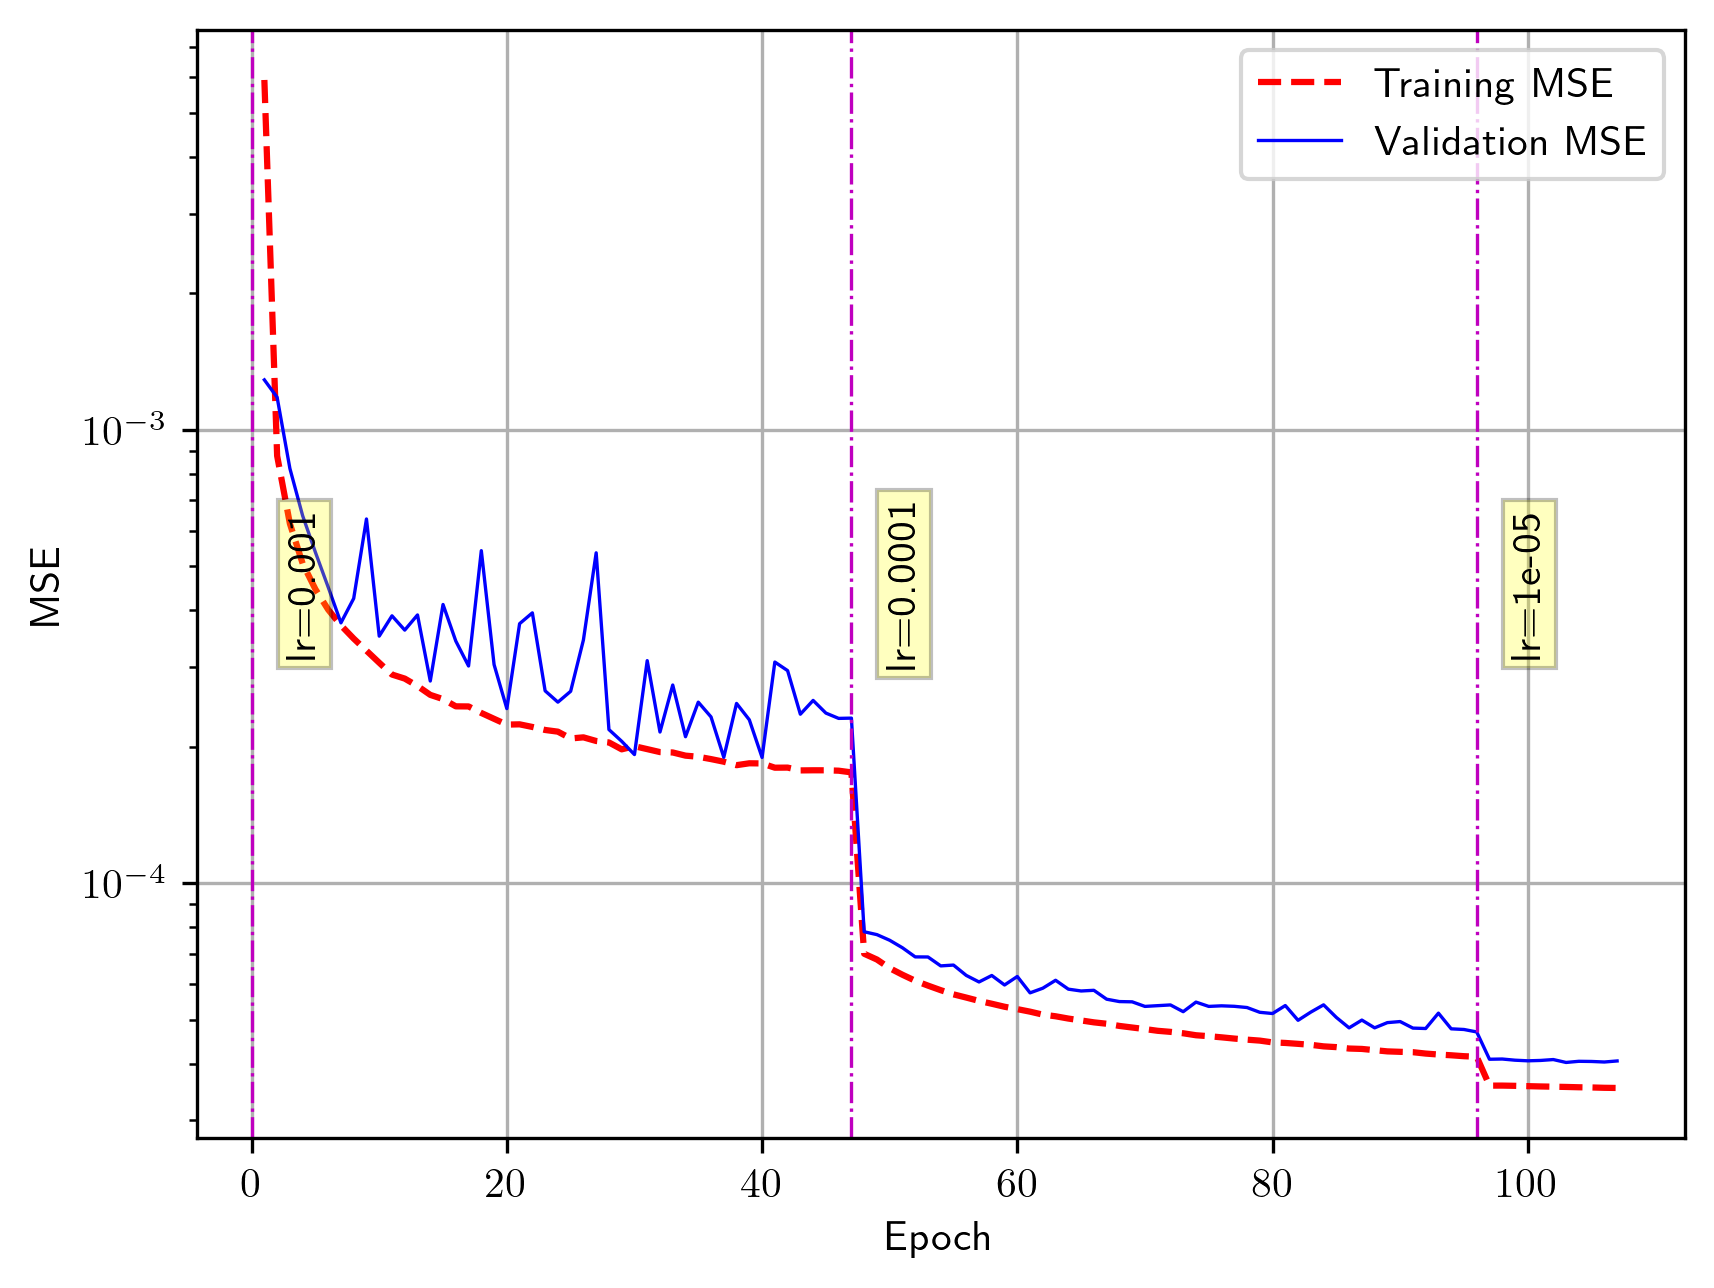 Training MSE
Validation MSE
MSE
10⁻³
10⁻⁴
lr=0.001
lr=0.0001
lr=1e-05
0 20 40 60 80 100
Epoch